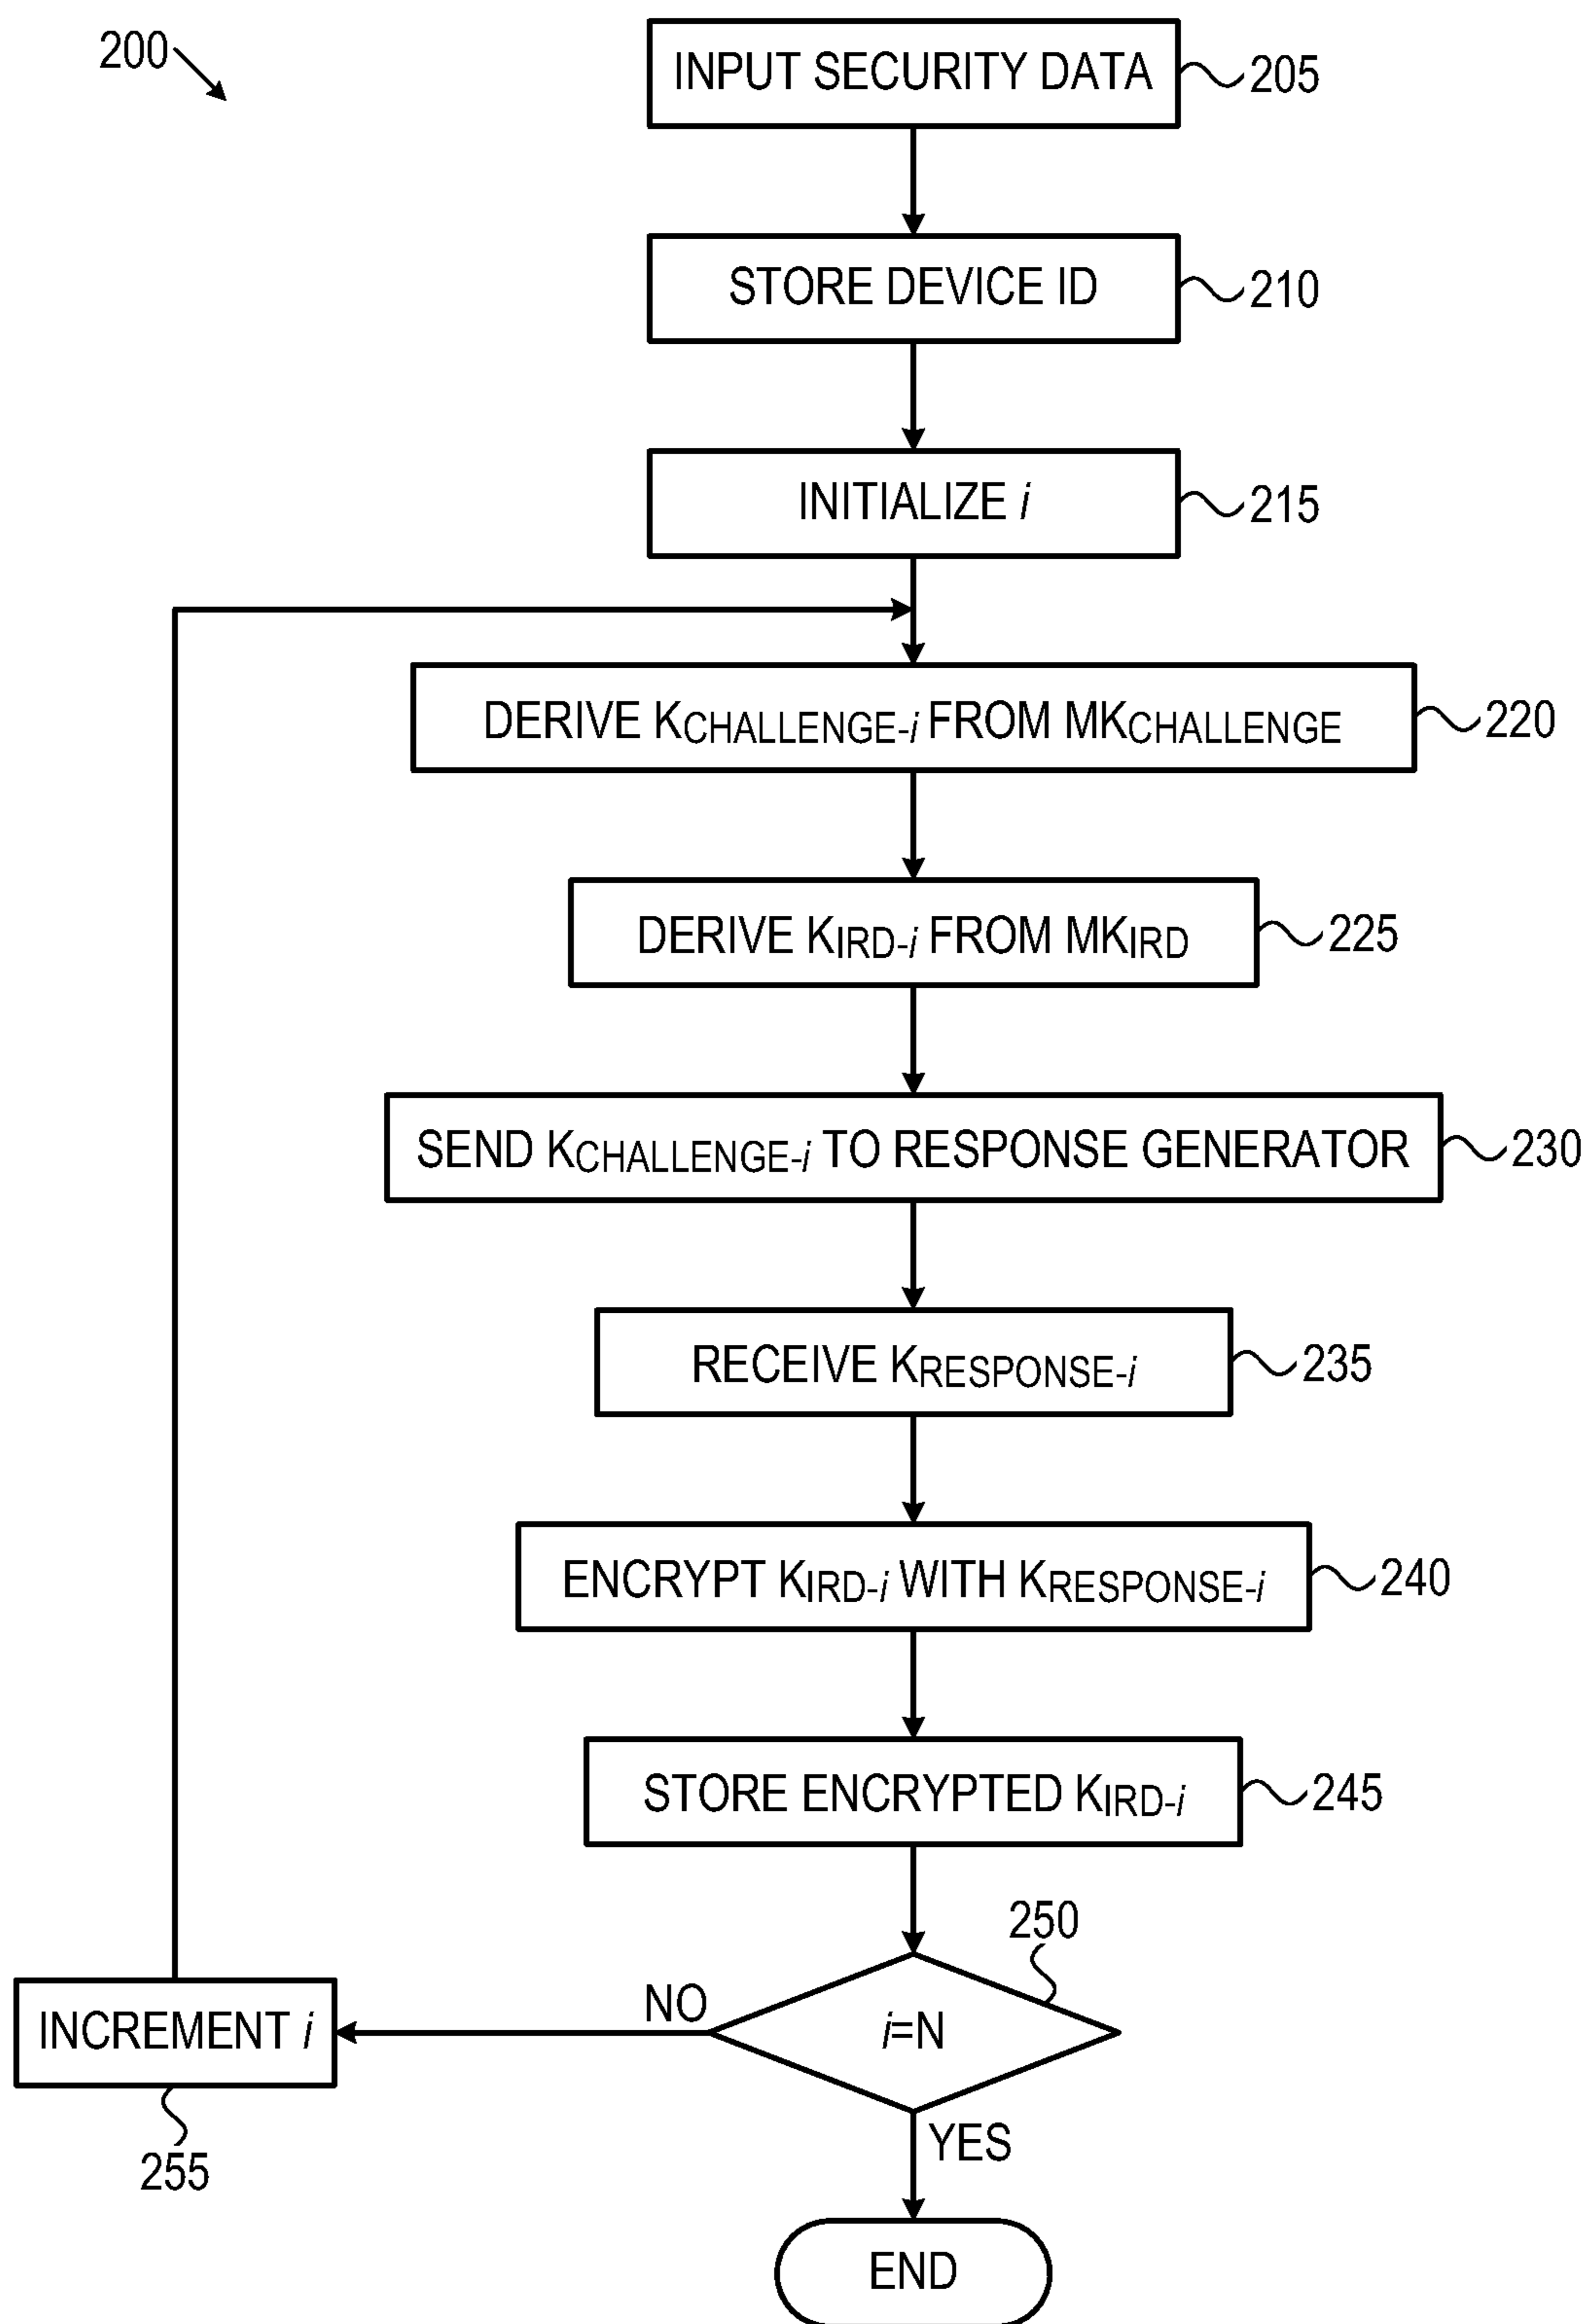 200
INPUT SECURITY DATA
205
STORE DEVICE ID
210
INITIALIZE i
215
DERIVE KCHALLENGE-i FROM MKCHALLENGE
220
DERIVE KIRD-i FROM MKIRD
225
SEND KCHALLENGE-i TO RESPONSE GENERATOR
230
RECEIVE KRESPONSE-i
235
ENCRYPT KIRD-i WITH KRESPONSE-i
240
STORE ENCRYPTED KIRD-i
245
250
i=N
NO
INCREMENT i
255
YES
END